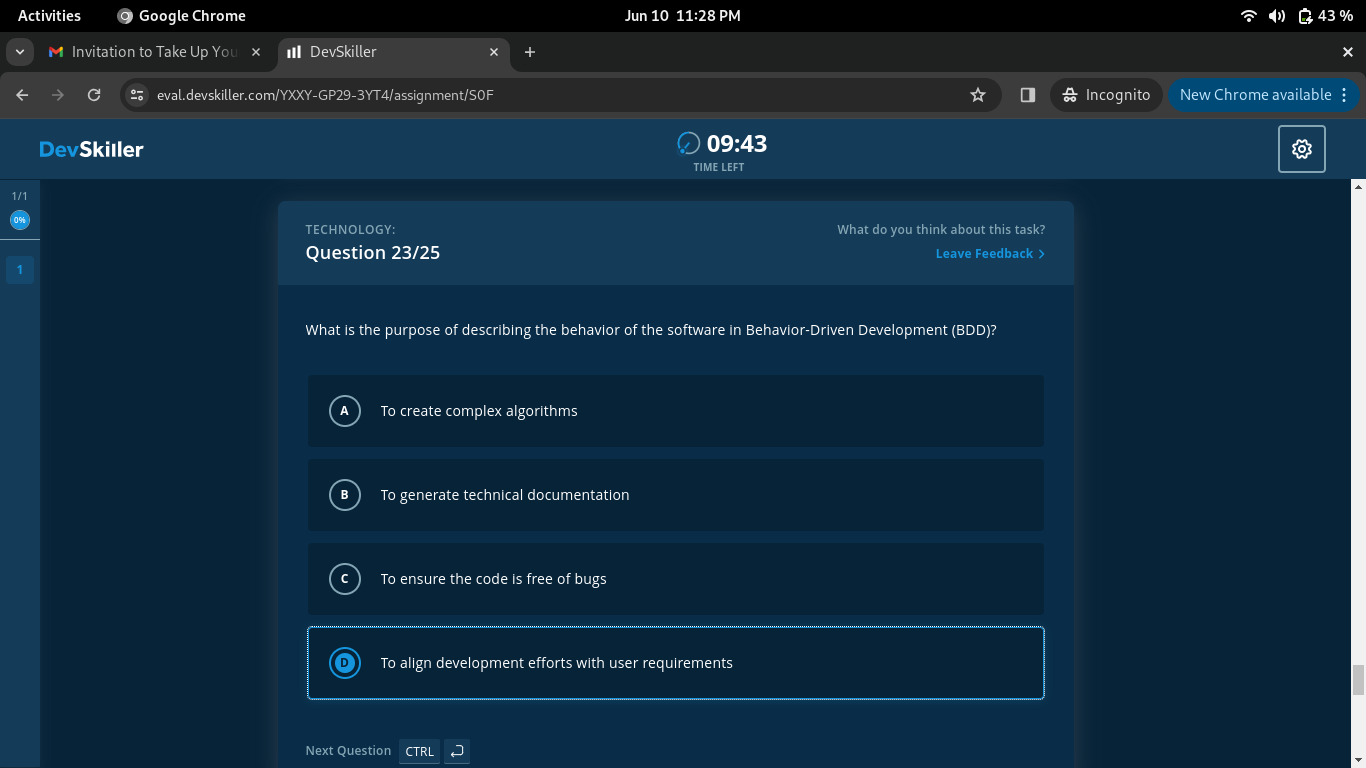 Activities Google Chrome Jun 10 11:28 PM 43 %
Invitation to Take Up You DevSkiller
eval.devskiller.com/YXXY-GP29-3YT4/assignment/S0F Incognito New Chrome available
DevSkiller 09:43
TIME LEFT
1/1
0%
1
TECHNOLOGY: What do you think about this task?
Question 23/25 Leave Feedback
What is the purpose of describing the behavior of the software in Behavior-Driven Development (BDD)?
A To create complex algorithms
B To generate technical documentation
C To ensure the code is free of bugs
D To align development efforts with user requirements
Next Question CTRL